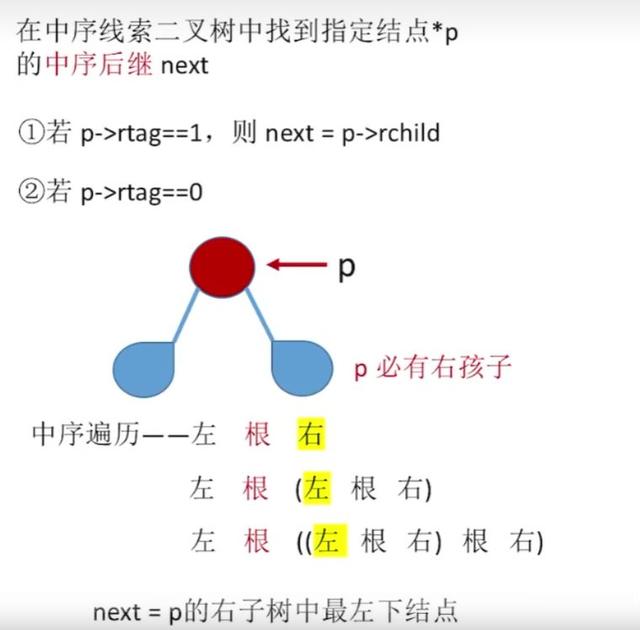 在中序线索二叉树中找到指定结点*p
的中序后继 next
①若 p->rtag==1，则 next = p->rchild
②若 p->rtag==0
p
p 必有右孩子
中序遍历——左 根 右
左 根 (左 根 右)
左 根 ((左 根 右) 根 右)
next = p的右子树中最左下结点